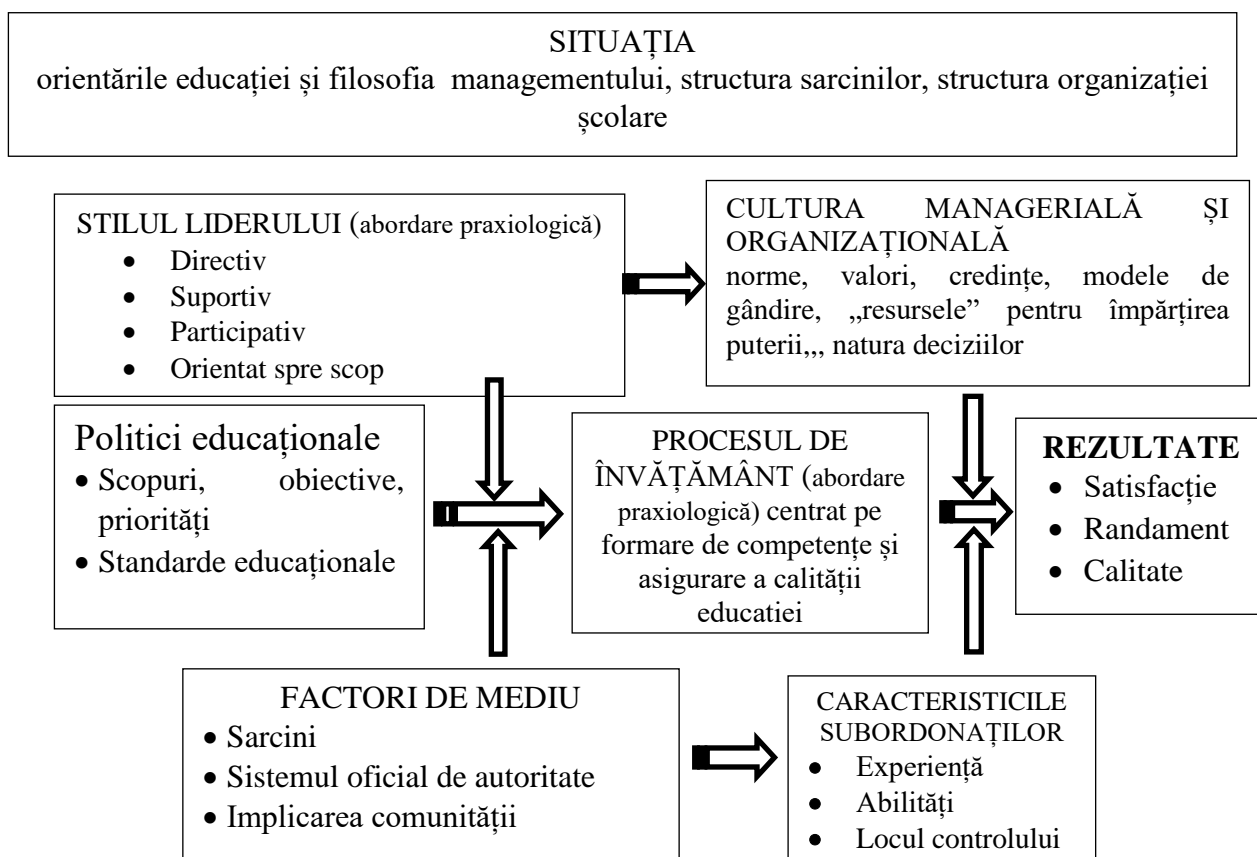 SITUAȚIA
orientările educației și filosofia managementului, structura sarcinilor, structura organizației
școlare
STILUL LIDERULUI (abordare praxiologică)
• Directiv
• Suportiv
• Participativ
• Orientat spre scop
CULTURA MANAGERIALĂ ȘI
ORGANIZAȚIONALĂ
norme, valori, credințe, modele de
gândire, „resursele” pentru împărțirea
puterii,,, natura deciziilor
Politici educaționale
• Scopuri, obiective,
priorități
• Standarde educaționale
PROCESUL DE
ÎNVĂȚĂMÂNT (abordare
praxiologică) centrat pe
formare de competențe și
asigurare a calității
educatiei
REZULTATE
• Satisfacție
• Randament
• Calitate
FACTORI DE MEDIU
• Sarcini
• Sistemul oficial de autoritate
• Implicarea comunității
CARACTERISTICILE
SUBORDONAȚILOR
• Experiență
• Abilități
• Locul controlului